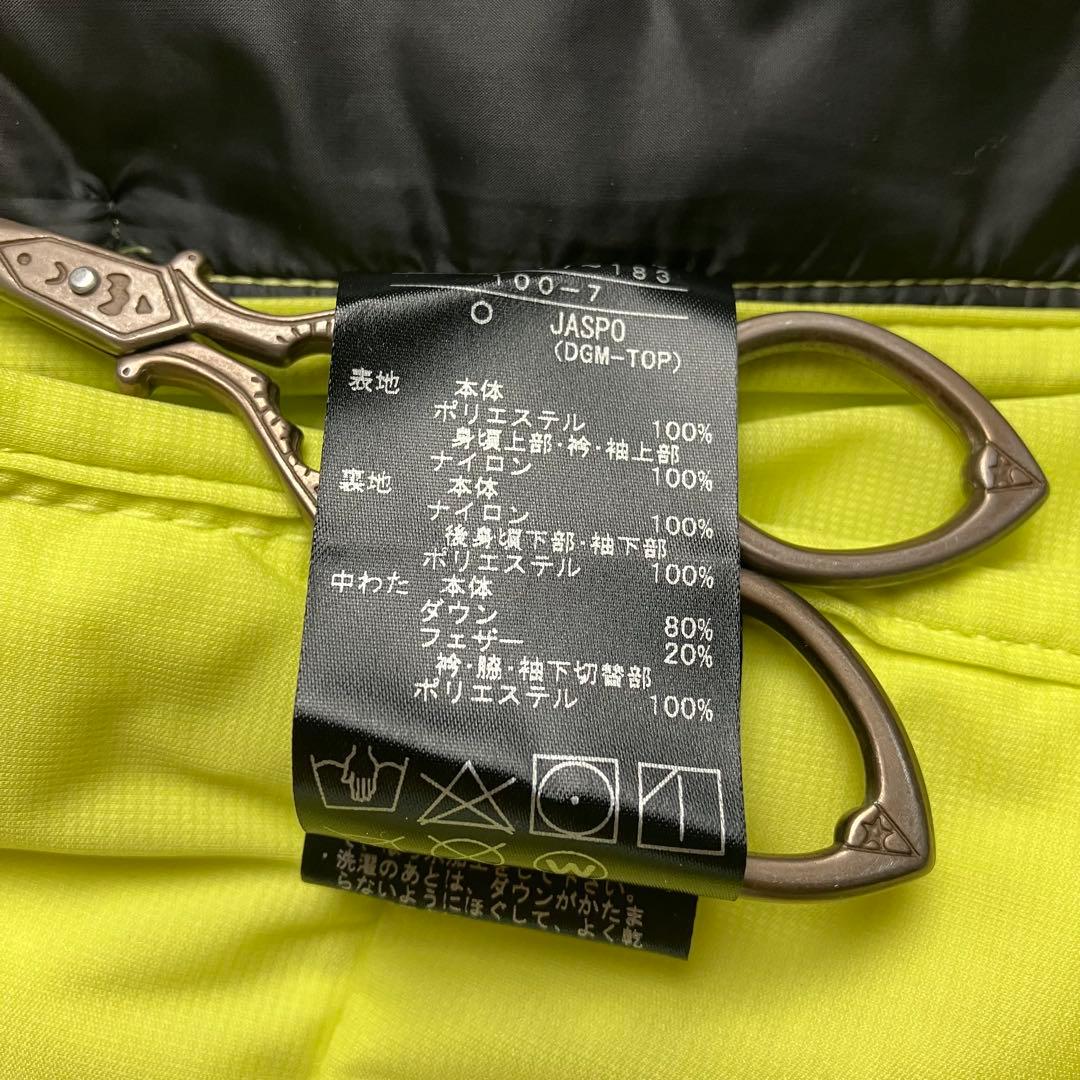 183
100-7
O JASPO
(DGM-TOP)
表地 本体
ポリエステル 100%
身頃上部・衿・袖上部
ナイロン 100%
裏地 本体
ナイロン 100%
後身頃下部・袖下部
ポリエステル 100%
中わた 本体
ダウン 80%
フェザー 20%
衿・脇・袖下切替部
ポリエステル 100%
W
・洗濯のあとは、ダウンがかたま
らないようにほぐして、よく乾